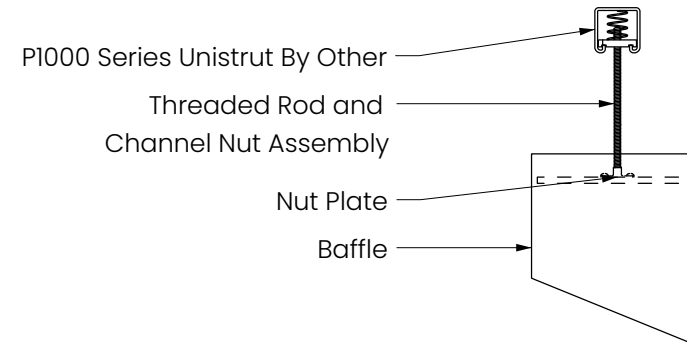 P1000 Series Unistrut By Other
Threaded Rod and
Channel Nut Assembly
Nut Plate
Baffle